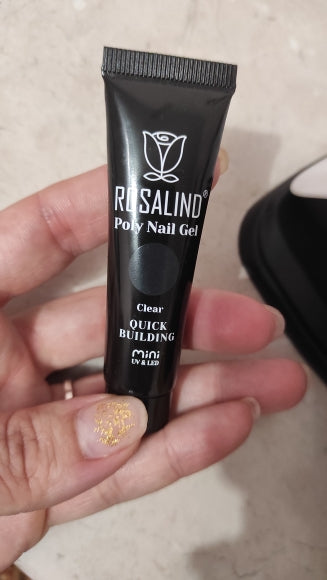 ROSALIND®
Poly Nail Gel
Clear
QUICK
BUILDING
mini
UV & LED